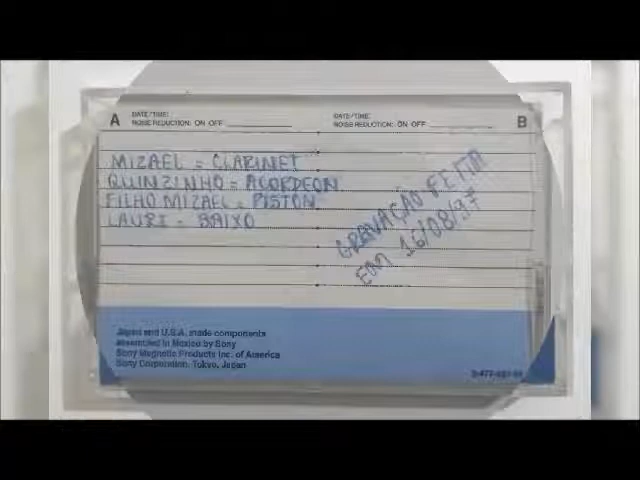 A DATE/TIME: DATE/TIME: B
NOISE REDUCTION: ON OFF NOISE REDUCTION: ON OFF
MIZAEL = CLARINET
QUINZINHO = ACORDEON
FILHO MIZAEL = PISTON
LAURI = BAIXO
GRAVAÇÃO FEITA
EM 16/08/97
Japan and U.S.A. made components
assembled in Mexico by Sony
Sony Magnetic Products Inc. of America
Sony Corporation, Tokyo, Japan